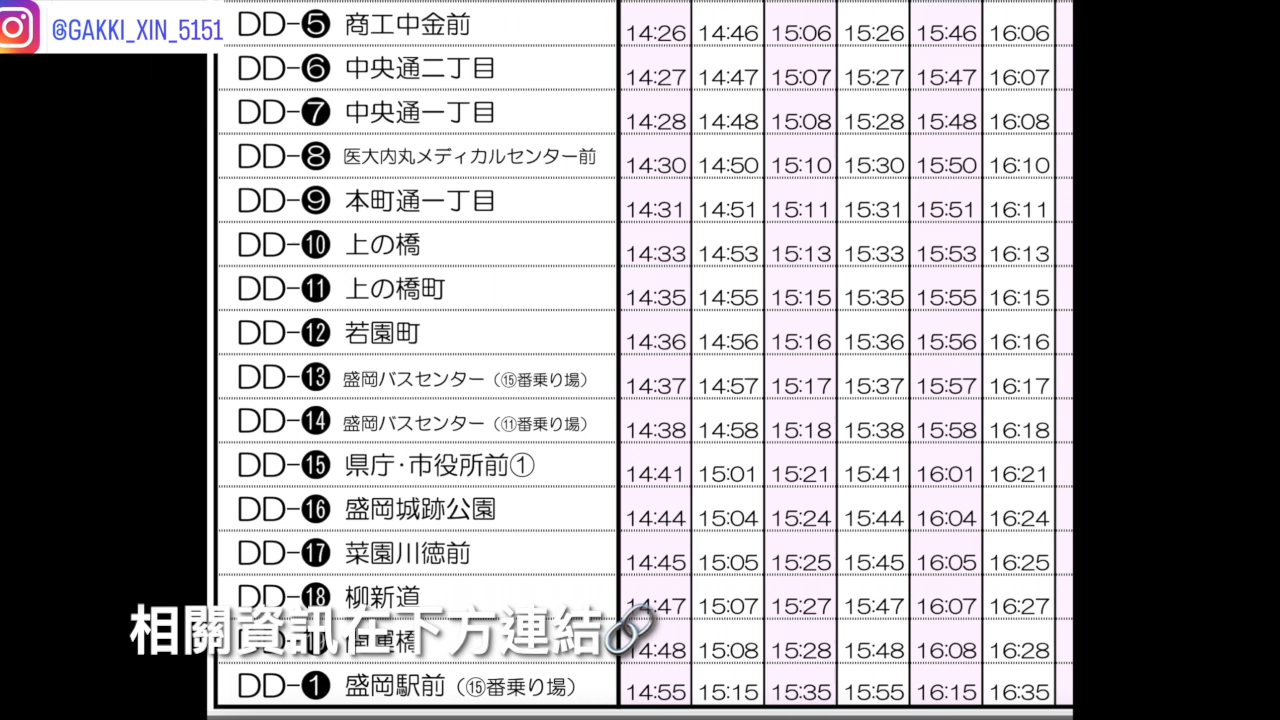 @GAKKI_XIN_5151
DD-5 商工中金前 14:26 14:46 15:06 15:26 15:46 16:06
DD-6 中央通二丁目 14:27 14:47 15:07 15:27 15:47 16:07
DD-7 中央通一丁目 14:28 14:48 15:08 15:28 15:48 16:08
DD-8 医大内丸メディカルセンター前 14:30 14:50 15:10 15:30 15:50 16:10
DD-9 本町通一丁目 14:31 14:51 15:11 15:31 15:51 16:11
DD-10 上の橋 14:33 14:53 15:13 15:33 15:53 16:13
DD-11 上の橋町 14:35 14:55 15:15 15:35 15:55 16:15
DD-12 若園町 14:36 14:56 15:16 15:36 15:56 16:16
DD-13 盛岡バスセンター（⑮番乗り場） 14:37 14:57 15:17 15:37 15:57 16:17
DD-14 盛岡バスセンター（⑪番乗り場） 14:38 14:58 15:18 15:38 15:58 16:18
DD-15 県庁・市役所前① 14:41 15:01 15:21 15:41 16:01 16:21
DD-16 盛岡城跡公園 14:44 15:04 15:24 15:44 16:04 16:24
DD-17 菜園川徳前 14:45 15:05 15:25 15:45 16:05 16:25
DD-18 柳新道 14:47 15:07 15:27 15:47 16:07 16:27
相關資訊在下方連結
14:48 15:08 15:28 15:48 16:08 16:28
DD-1 盛岡駅前（⑮番乗り場） 14:55 15:15 15:35 15:55 16:15 16:35